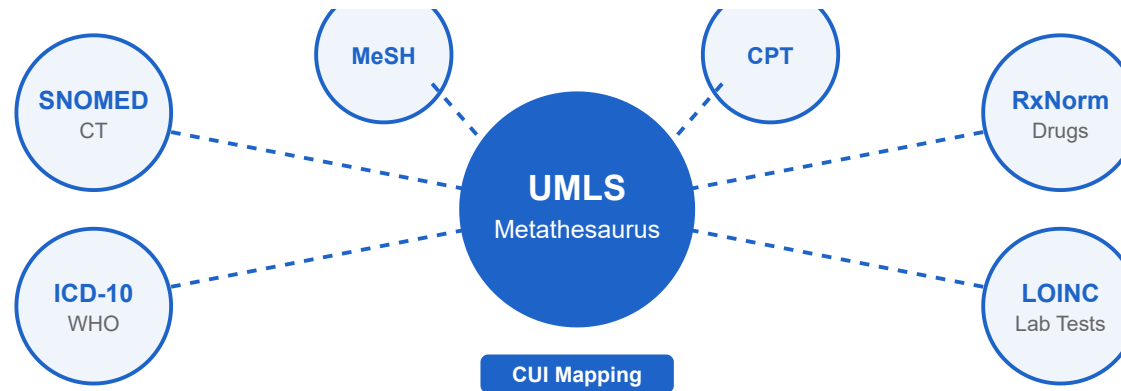 MeSH
CPT
SNOMED
CT
RxNorm
Drugs
UMLS
Metathesaurus
ICD-10
WHO
LOINC
Lab Tests
CUI Mapping